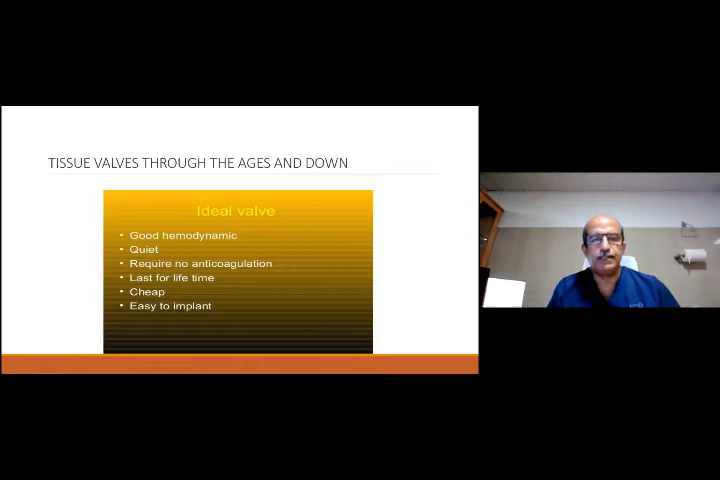 TISSUE VALVES THROUGH THE AGES AND DOWN
Ideal valve
• Good hemodynamic
• Quiet
• Require no anticoagulation
• Last for life time
• Cheap
• Easy to implant